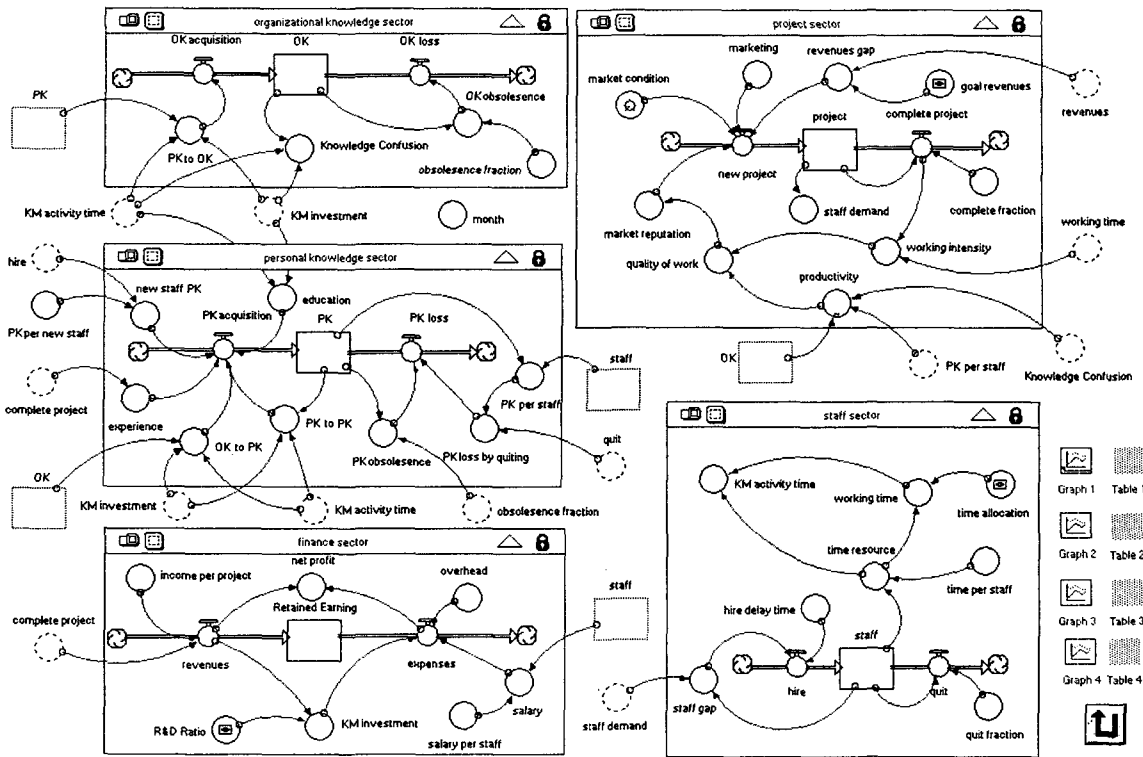 organizational knowledge sector
OK acquisition
OK
OK loss
PK
OK obsolesence
PK to OK
Knowledge Confusion
obsolesence fraction
KM activity time
KM investment
month
project sector
marketing
revenues gap
market condition
goal revenues
revenues
project
complete project
new project
staff demand
complete fraction
market reputation
working time
quality of work
working intensity
productivity
OK
PK per staff
Knowledge Confusion
personal knowledge sector
hire
new staff PK
education
PK per new staff
PK acquisition
PK
PK loss
staff
complete project
experience
PK per staff
OK to PK
PK to PK
PK obsolesence
PK loss by quiting
quit
OK
KM investment
KM activity time
obsolesence fraction
finance sector
income per project
net profit
overhead
staff
Retained Earning
complete project
revenues
expenses
R&D Ratio
KM investment
salary
salary per staff
staff demand
staff sector
KM activity time
working time
time allocation
time resource
time per staff
hire delay time
staff
staff gap
hire
quit
quit fraction
Graph 1
Table 1
Graph 2
Table 2
Graph 3
Table 3
Graph 4
Table 4